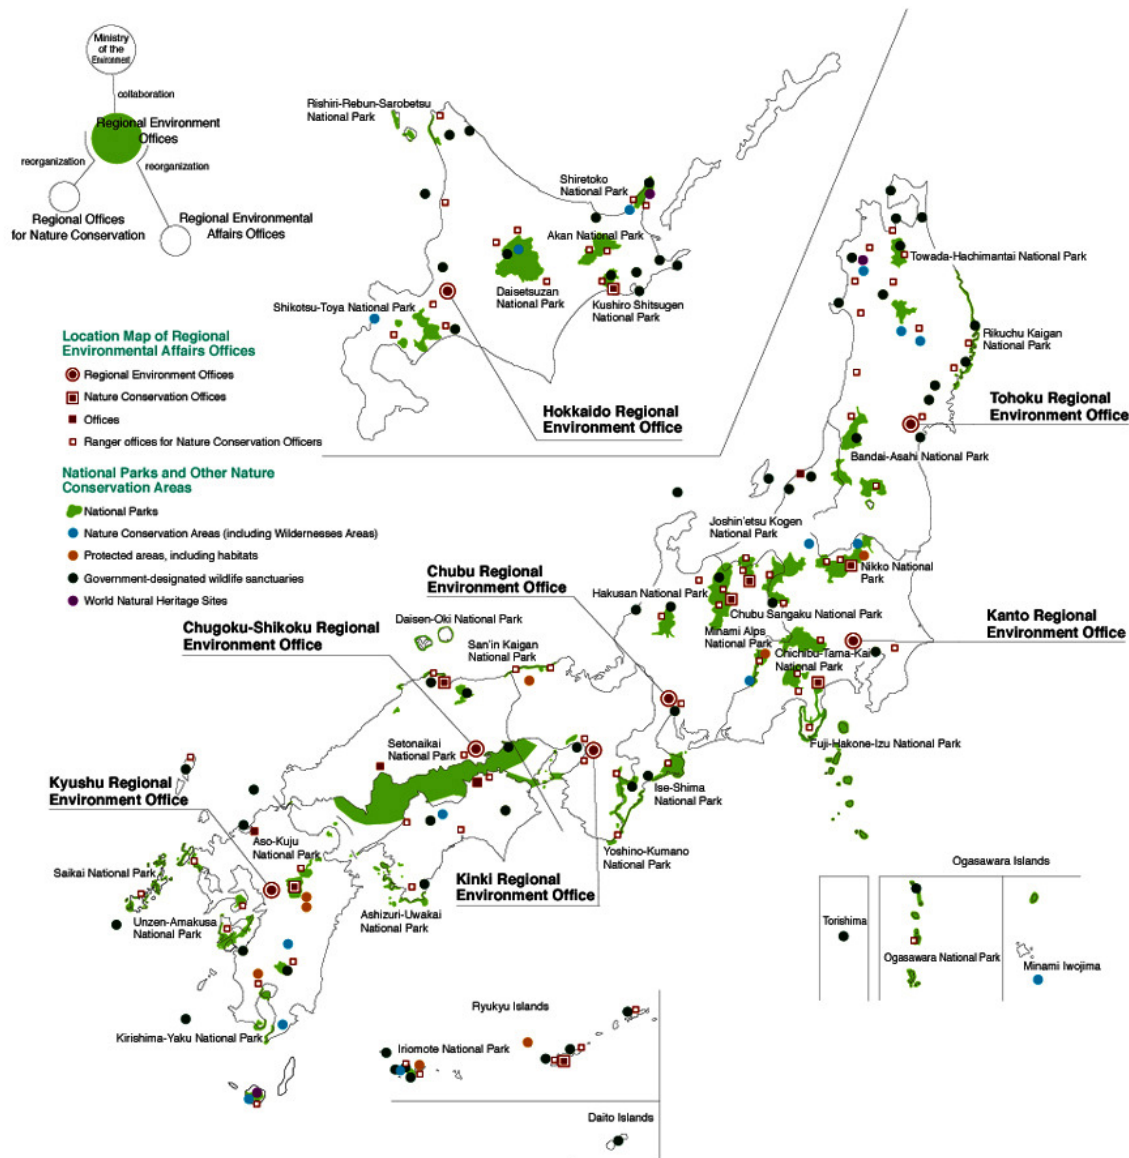 Ministry
of the
Environment
collaboration
Regional Environment
Offices
reorganization
reorganization
Regional Offices
for Nature Conservation
Regional Environmental
Affairs Offices
Location Map of Regional
Environmental Affairs Offices
Regional Environment Offices
Nature Conservation Offices
Offices
Ranger offices for Nature Conservation Officers
National Parks and Other Nature
Conservation Areas
National Parks
Nature Conservation Areas (including Wildernesses Areas)
Protected areas, including habitats
Government-designated wildlife sanctuaries
World Natural Heritage Sites
Rishiri-Rebun-Sarobetsu
National Park
Shiretoko
National Park
Akan National Park
Daisetsuzan
National Park
Kushiro Shitsugen
National Park
Shikotsu-Toya National Park
Hokkaido Regional
Environment Office
Towada-Hachimantai National Park
Rikuchu Kaigan
National Park
Tohoku Regional
Environment Office
Bandai-Asahi National Park
Joshin'etsu Kogen
National Park
Nikko National
Park
Chubu Regional
Environment Office
Hakusan National Park
Chubu Sangaku National Park
Minami Alps
National Park
Chichibu-Tama-Kai
National Park
Kanto Regional
Environment Office
Daisen-Oki National Park
Chugoku-Shikoku Regional
Environment Office
San'in Kaigan
National Park
Fuji-Hakone-Izu National Park
Setonaikai
National Park
Ise-Shima
National Park
Kyushu Regional
Environment Office
Yoshino-Kumano
National Park
Aso-Kuju
National Park
Saikai National Park
Kinki Regional
Environment Office
Ashizuri-Uwakai
National Park
Unzen-Amakusa
National Park
Ogasawara Islands
Torishima
Ogasawara National Park
Minami Iwojima
Kirishima-Yaku National Park
Ryukyu Islands
Iriomote National Park
Daito Islands